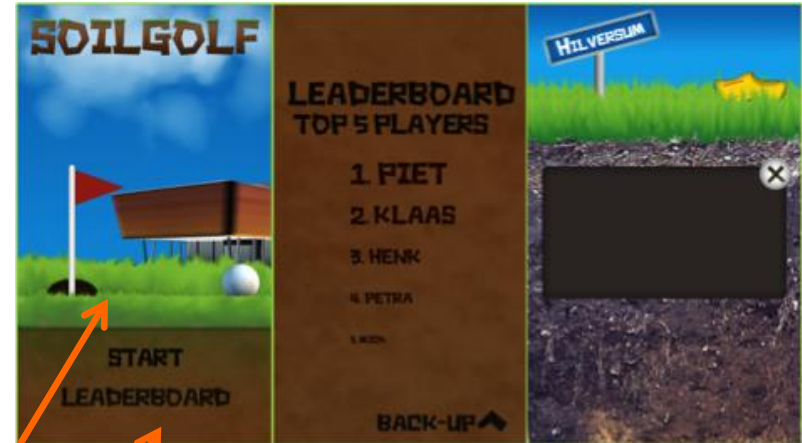 SOILGOLF
START
LEADERBOARD
LEADERBOARD
TOP 5 PLAYERS
1. PIET
2. KLAAS
3. HENK
4. PETRA
BACK-UP
HILVERSUM